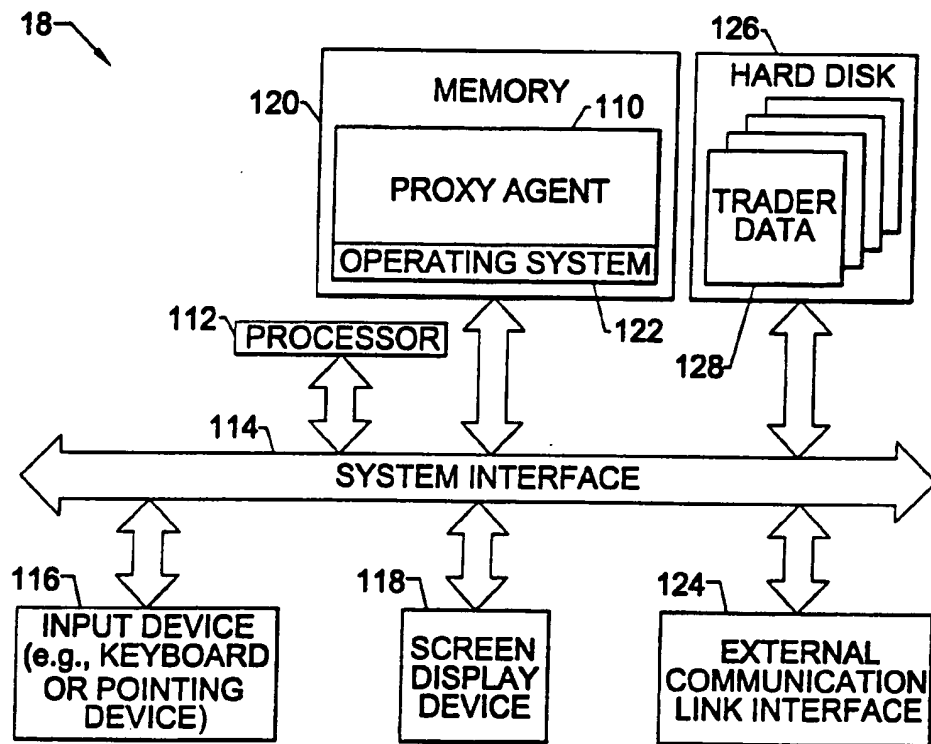 18
120
MEMORY
110
PROXY AGENT
OPERATING SYSTEM
122
126
HARD DISK
TRADER
DATA
128
112
PROCESSOR
114
SYSTEM INTERFACE
116
INPUT DEVICE
(e.g., KEYBOARD
OR POINTING
DEVICE)
118
SCREEN
DISPLAY
DEVICE
124
EXTERNAL
COMMUNICATION
LINK INTERFACE